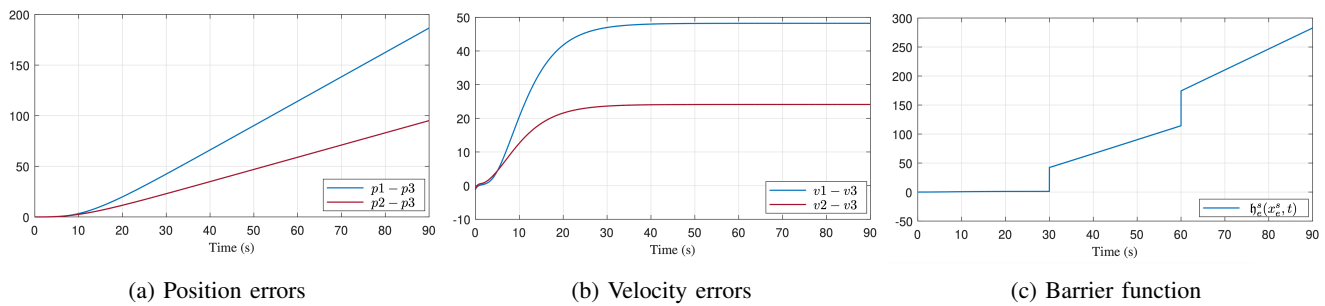 200
150
100
50
0
0 10 20 30 40 50 60 70 80 90
Time (s)
p1 − p3
p2 − p3
(a) Position errors
50
40
30
20
10
0
-10
0 10 20 30 40 50 60 70 80 90
Time (s)
v1 − v3
v2 − v3
(b) Velocity errors
300
250
200
150
100
50
0
-50
0 10 20 30 40 50 60 70 80 90
Time (s)
𝔥ₑˢ(xₑˢ, t)
(c) Barrier function